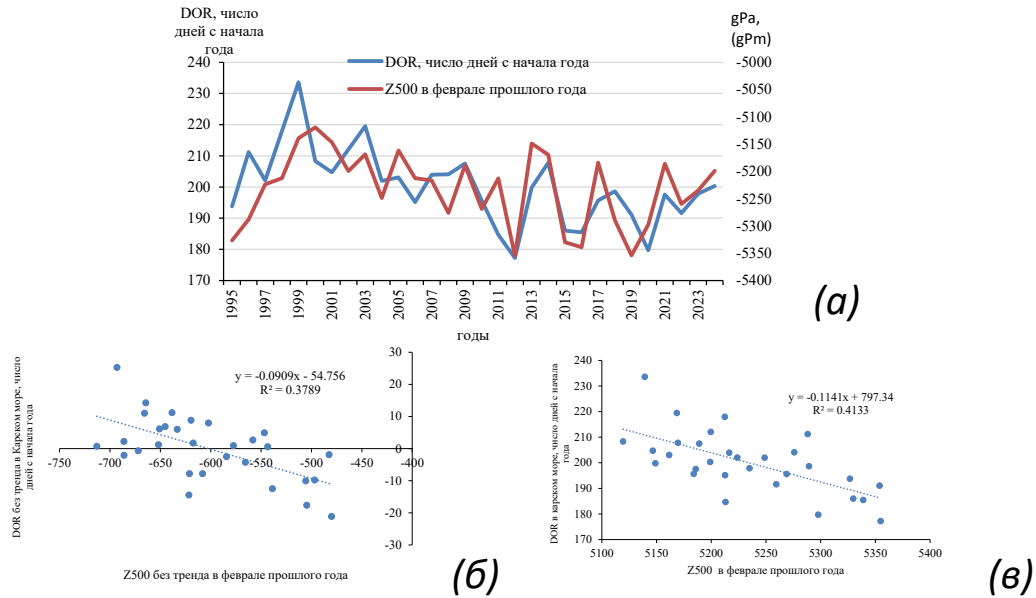 DOR, число
дней с начала
года
gPa,
(gPm)
DOR, число дней с начала года
Z500 в феврале прошлого года
240
230
220
210
200
190
180
170
-5000
-5050
-5100
-5150
-5200
-5250
-5300
-5350
-5400
1995
1997
1999
2001
2003
2005
2007
2009
2011
2013
2015
2017
2019
2021
2023
годы
(а)
DOR без тренда в Карском море, число
дней с начала года
y = -0.0909x - 54.756
R² = 0.3789
30
20
10
0
-10
-20
-30
-750
-700
-650
-600
-550
-500
-450
-400
Z500 без тренда в феврале прошлого года
(б)
DOR в карском море, число дней с начала
года
y = -0.1141x + 797.34
R² = 0.4133
240
230
220
210
200
190
180
170
5100
5150
5200
5250
5300
5350
5400
Z500 в феврале прошлого года
(в)